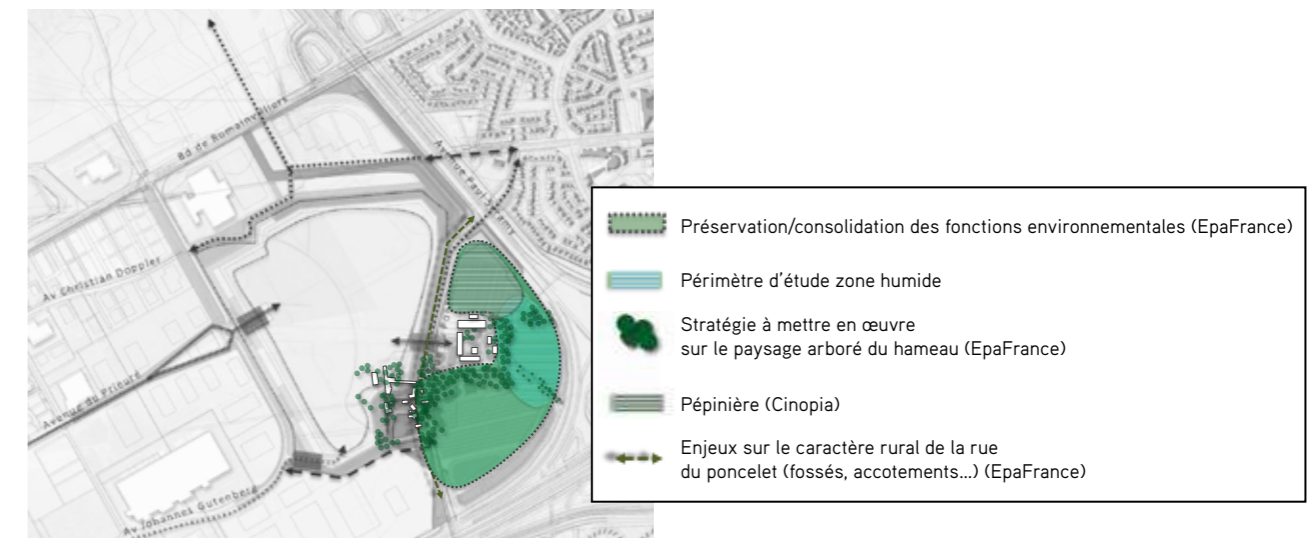 Bd de Romainvilliers
Avenue Paul Séramy
Av Christian Doppler
Avenue du Prieuré
Av Johannes Gutenberg
Préservation/consolidation des fonctions environnementales (EpaFrance)
Périmètre d'étude zone humide
Stratégie à mettre en œuvre
sur le paysage arboré du hameau (EpaFrance)
Pépinière (Cinopia)
Enjeux sur le caractère rural de la rue
du poncelet (fossés, accotements...) (EpaFrance)